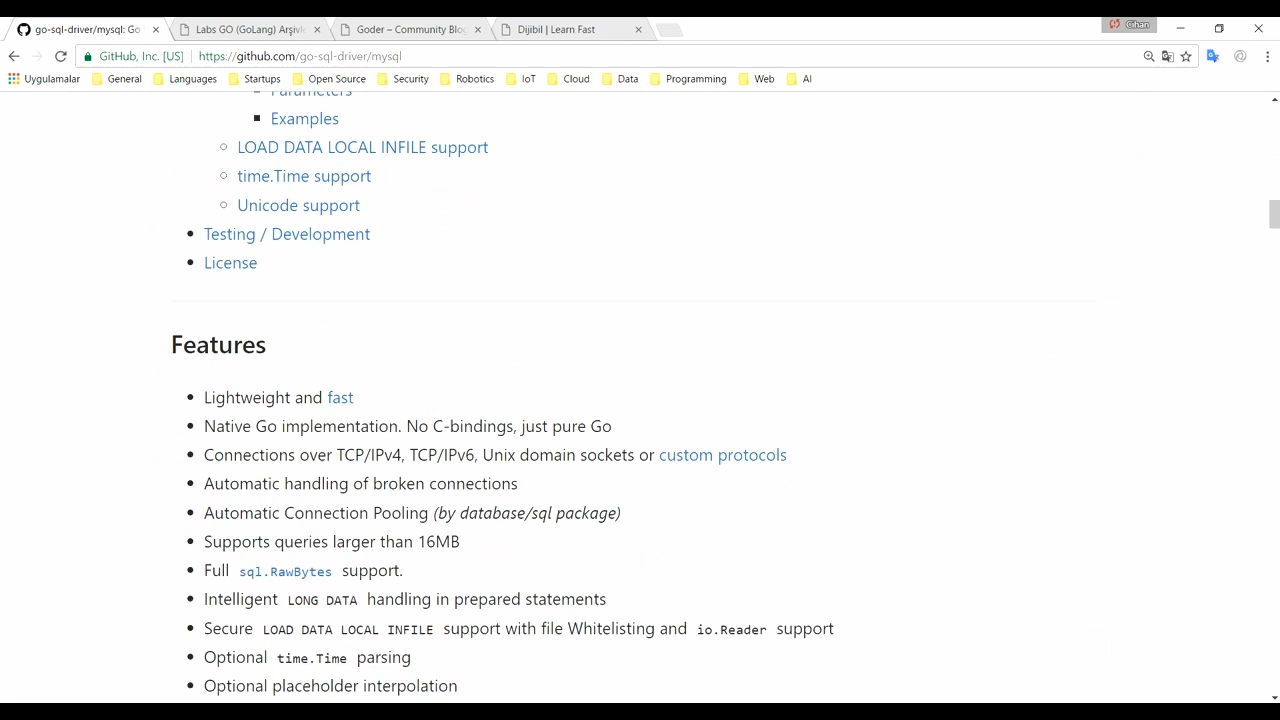 go-sql-driver/mysql: Go
Labs GO (GoLang) Arşivle
Goder – Community Blog
Dijibil | Learn Fast
Cihan
GitHub, Inc. [US]
https://github.com/go-sql-driver/mysql
Uygulamalar
General
Languages
Startups
Open Source
Security
Robotics
IoT
Cloud
Data
Programming
Web
AI
Parameters
Examples
LOAD DATA LOCAL INFILE support
time.Time support
Unicode support
Testing / Development
License
Features
Lightweight and fast
Native Go implementation. No C-bindings, just pure Go
Connections over TCP/IPv4, TCP/IPv6, Unix domain sockets or custom protocols
Automatic handling of broken connections
Automatic Connection Pooling (by database/sql package)
Supports queries larger than 16MB
Full sql.RawBytes support.
Intelligent LONG DATA handling in prepared statements
Secure LOAD DATA LOCAL INFILE support with file Whitelisting and io.Reader support
Optional time.Time parsing
Optional placeholder interpolation